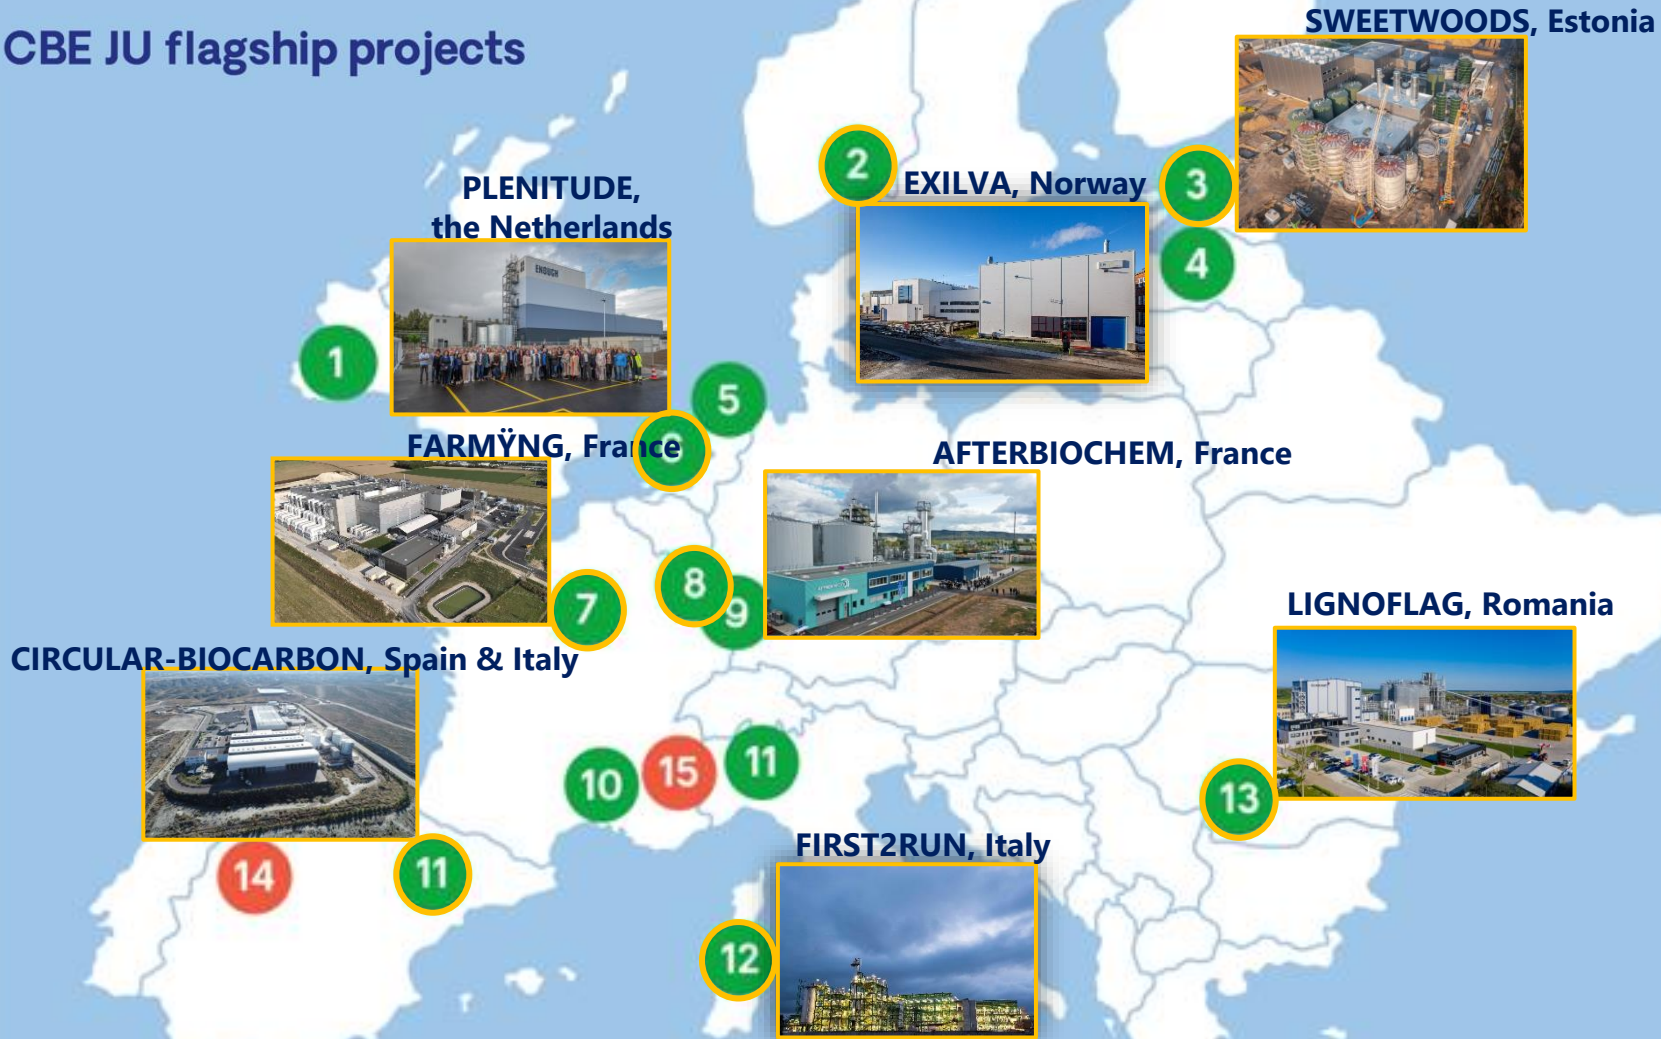 CBE JU flagship projects
SWEETWOODS, Estonia
2
EXILVA, Norway
3
PLENITUDE,
the Netherlands
4
ENOUGH
1
5
FARMŸNG, France
6
AFTERBIOCHEM, France
8
7
9
LIGNOFLAG, Romania
CIRCULAR-BIOCARBON, Spain & Italy
10
15
11
13
FIRST2RUN, Italy
14
11
12